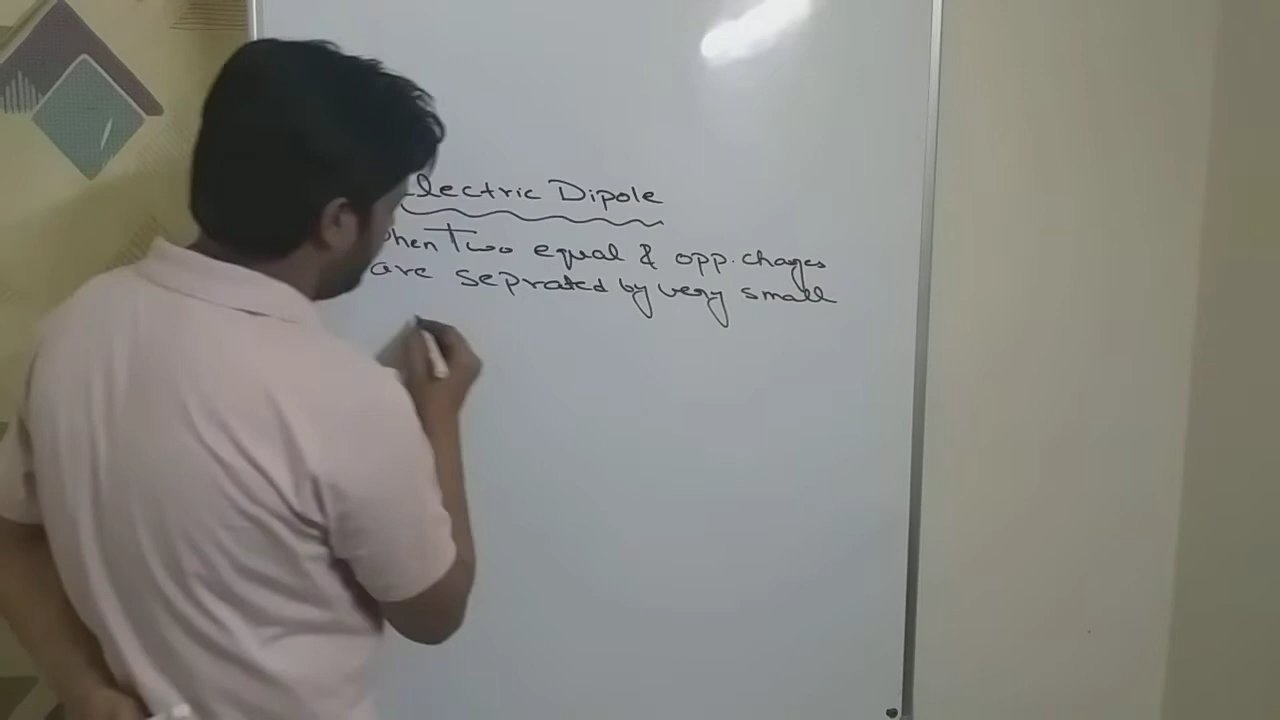 Electric Dipole
when Two equal & opp. charges
are seprated by very small